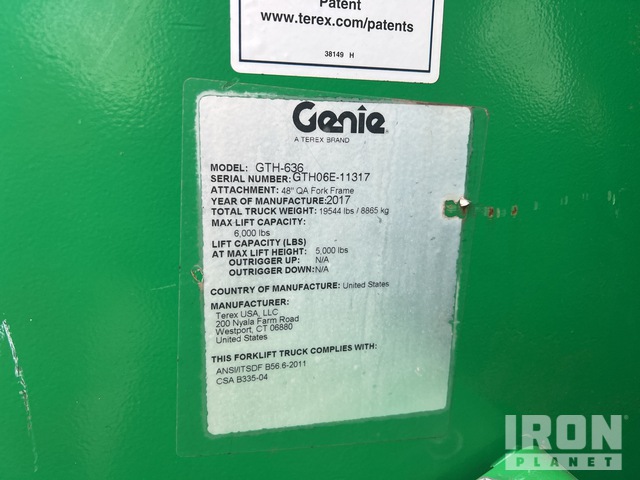 Patent
www.terex.com/patents
38149 H
Genie
A TEREX BRAND
MODEL: GTH-636
SERIAL NUMBER: GTH06E-11317
ATTACHMENT: 48" QA Fork Frame
YEAR OF MANUFACTURE: 2017
TOTAL TRUCK WEIGHT: 19544 lbs / 8865 kg
MAX LIFT CAPACITY:
6,000 lbs
LIFT CAPACITY (LBS)
AT MAX LIFT HEIGHT: 5,000 lbs
OUTRIGGER UP: N/A
OUTRIGGER DOWN: N/A
COUNTRY OF MANUFACTURE: United States
MANUFACTURER:
Terex USA, LLC
200 Nyala Farm Road
Westport, CT 06880
United States
THIS FORKLIFT TRUCK COMPLIES WITH:
ANSI/ITSDF B56.6-2011
CSA B335-04
IRON
PLANET